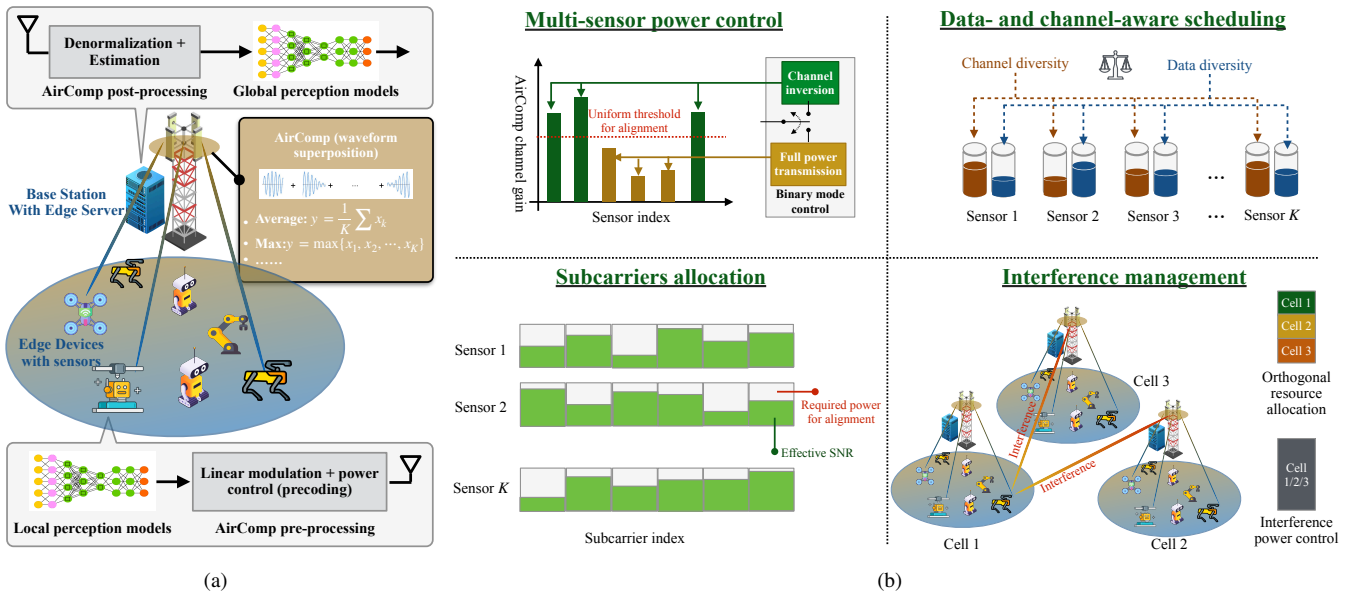 Denormalization +
Estimation
AirComp post-processing
Global perception models
AirComp (waveform
superposition)
+ + ... +
• Average: y = 1/K ∑ x_k
• Max: y = max{x_1, x_2, ⋯, x_K}
• ……
Base Station
With Edge Server
Edge Devices
with sensors
Linear modulation + power
control (precoding)
Local perception models
AirComp pre-processing
(a)
Multi-sensor power control
AirComp channel
gain
Uniform threshold
for alignment
Sensor index
Channel
inversion
Full power
transmission
Binary mode
control
Data- and channel-aware scheduling
Channel diversity
Data diversity
Sensor 1
Sensor 2
Sensor 3
...
...
Sensor K
Subcarriers allocation
Sensor 1
Sensor 2
Sensor K
Required power
for alignment
Effective SNR
Subcarrier index
Interference management
Cell 3
Interference
Interference
Cell 1
Cell 2
Cell 1
Cell 2
Cell 3
Orthogonal
resource
allocation
Cell
1/2/3
Interference
power control
(b)